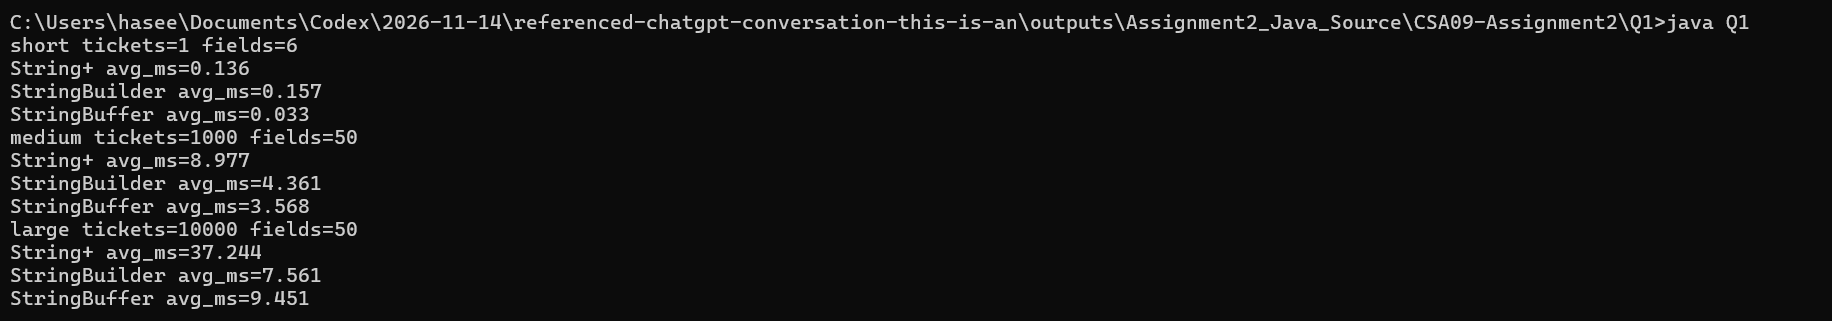 C:\Users\hasee\Documents\Codex\2026-11-14\referenced-chatgpt-conversation-this-is-an\outputs\Assignment2_Java_Source\CSA09-Assignment2\Q1>java Q1
short tickets=1 fields=6
String+ avg_ms=0.136
StringBuilder avg_ms=0.157
StringBuffer avg_ms=0.033
medium tickets=1000 fields=50
String+ avg_ms=8.977
StringBuilder avg_ms=4.361
StringBuffer avg_ms=3.568
large tickets=10000 fields=50
String+ avg_ms=37.244
StringBuilder avg_ms=7.561
StringBuffer avg_ms=9.451